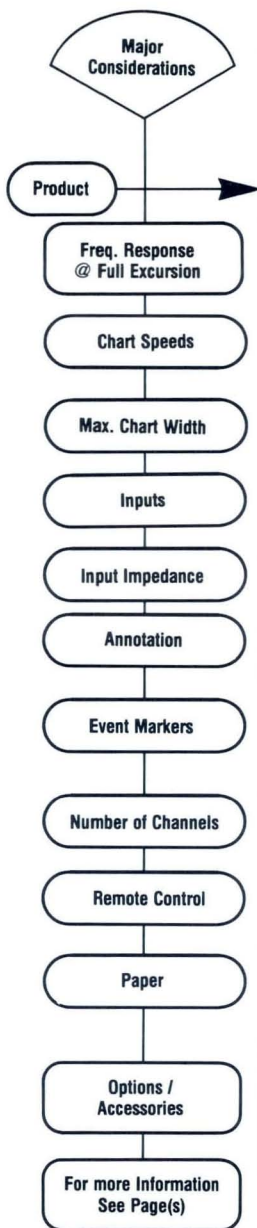 Major
Considerations
Product
Freq. Response
@ Full Excursion
Chart Speeds
Max. Chart Width
Inputs
Input Impedance
Annotation
Event Markers
Number of Channels
Remote Control
Paper
Options /
Accessories
For more Information
See Page(s)